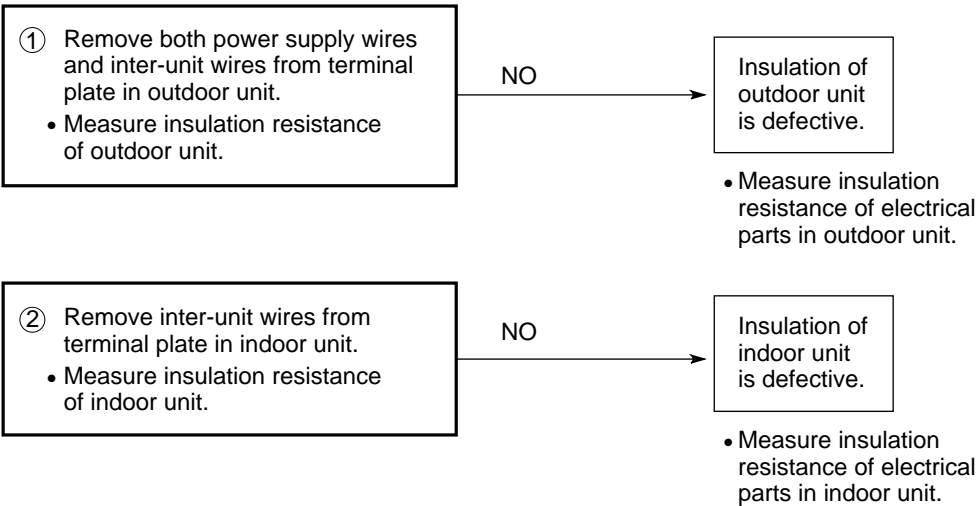 ① Remove both power supply wires
and inter-unit wires from terminal
plate in outdoor unit.
• Measure insulation resistance
of outdoor unit.
NO
Insulation of
outdoor unit
is defective.
• Measure insulation
resistance of electrical
parts in outdoor unit.
② Remove inter-unit wires from
terminal plate in indoor unit.
• Measure insulation resistance
of indoor unit.
NO
Insulation of
indoor unit
is defective.
• Measure insulation
resistance of electrical
parts in indoor unit.